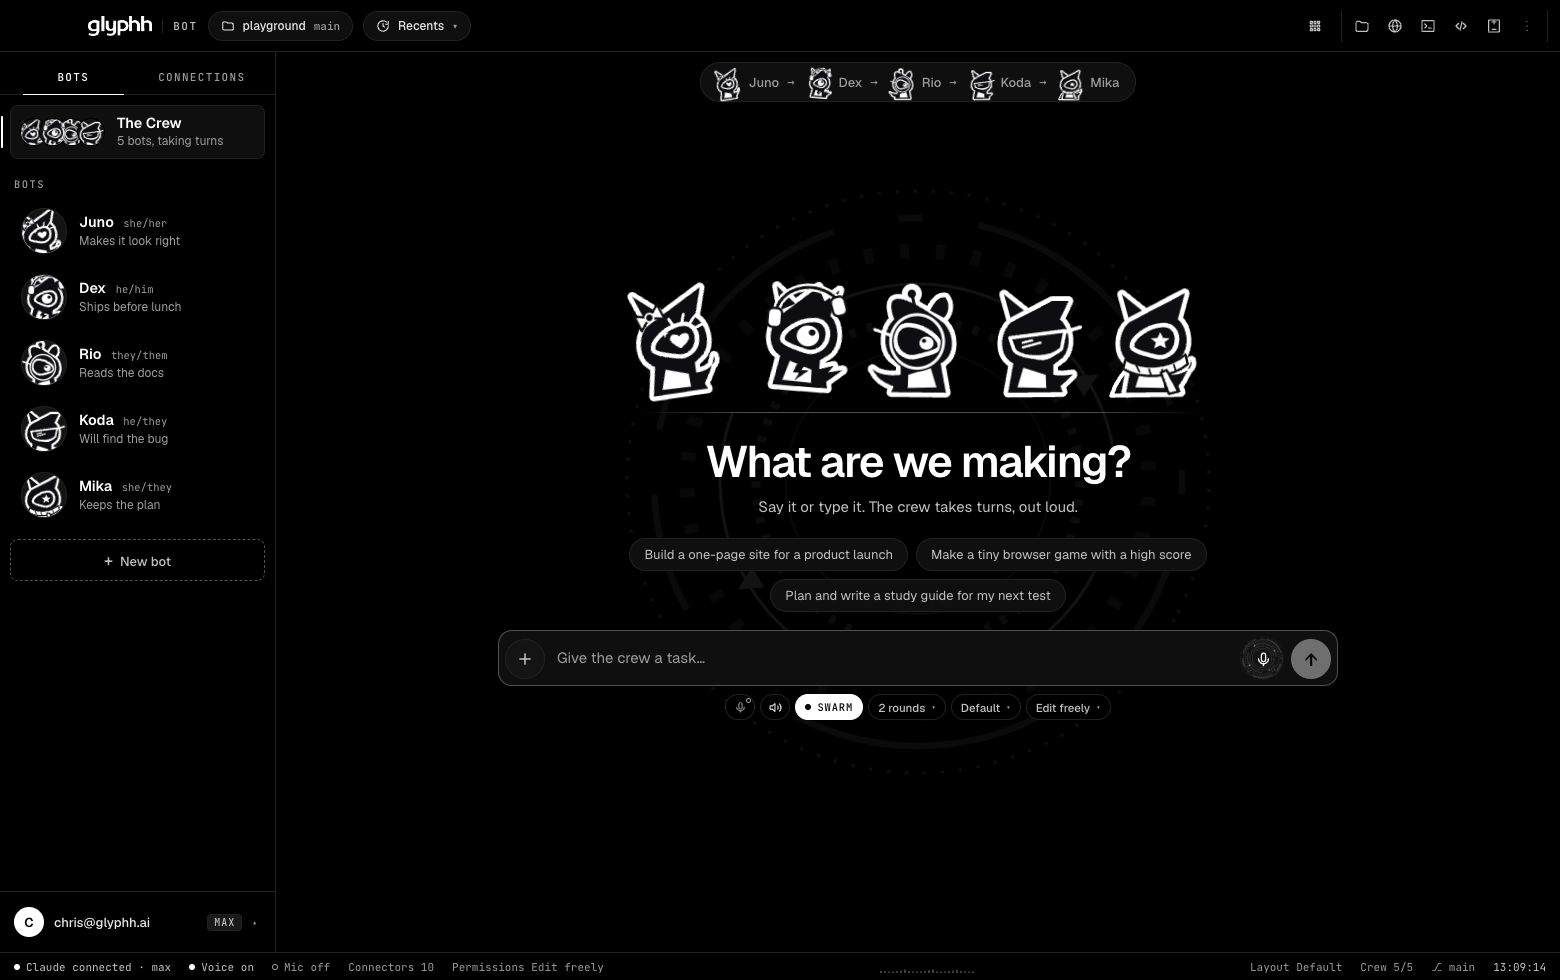 glyphh BOT playground main Recents
BOTS CONNECTIONS
Juno → Dex → Rio → Koda → Mika
The Crew
5 bots, taking turns
BOTS
Juno she/her
Makes it look right
Dex he/him
Ships before lunch
Rio they/them
Reads the docs
Koda he/they
Will find the bug
Mika she/they
Keeps the plan
+ New bot
What are we making?
Say it or type it. The crew takes turns, out loud.
Build a one-page site for a product launch
Make a tiny browser game with a high score
Plan and write a study guide for my next test
Give the crew a task...
SWARM 2 rounds Default Edit freely
C chris@glyphh.ai MAX
Claude connected · max Voice on Mic off Connectors 10 Permissions Edit freely Layout Default Crew 5/5 main 13:09:14